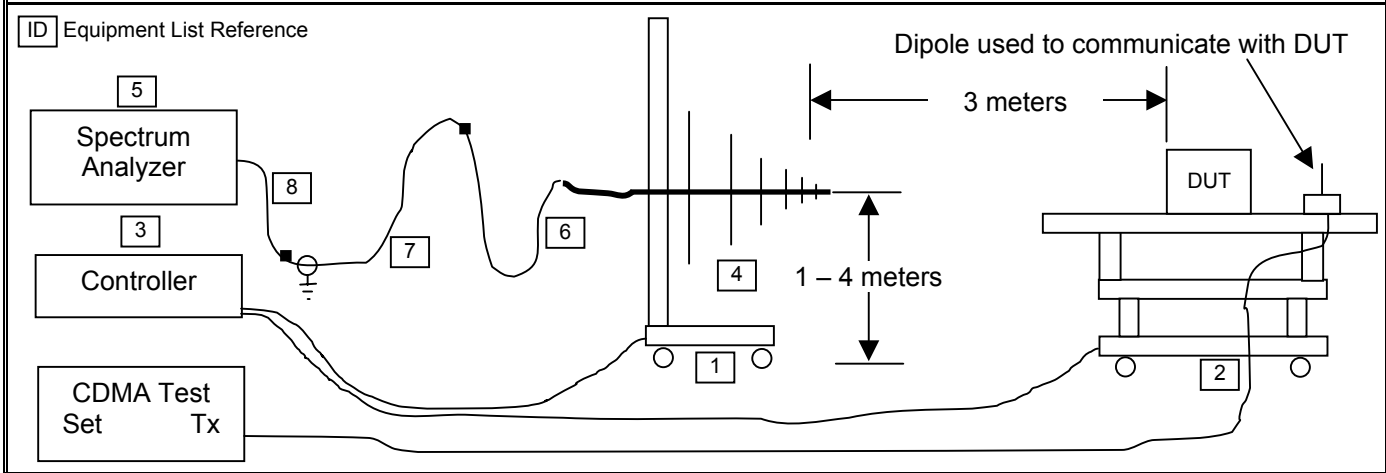 ID Equipment List Reference
Dipole used to communicate with DUT
5
3 meters
Spectrum
Analyzer
8
DUT
3
7
6
Controller
4
1 – 4 meters
1
2
CDMA Test
Set Tx